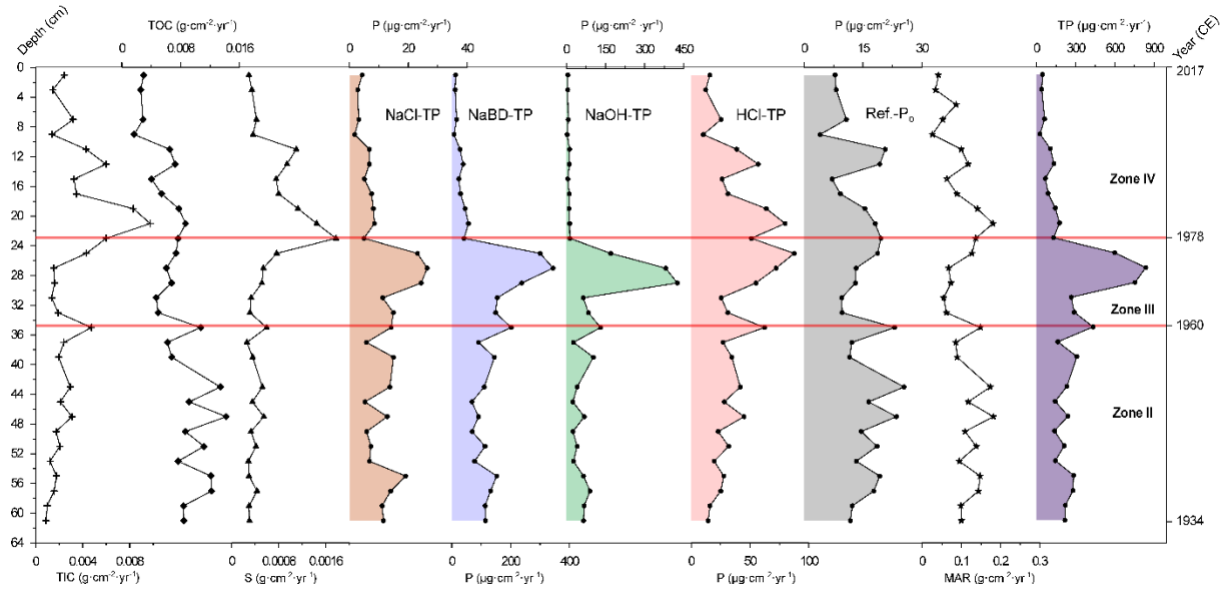 TOC (g·cm⁻²·yr⁻¹) P (µg·cm⁻²·yr⁻¹) P (µg·cm⁻²·yr⁻¹) P (µg·cm⁻²·yr⁻¹) TP (µg·cm⁻²·yr⁻¹)
Depth (cm) 0 0.008 0.016 0 20 40 0 150 300 450 0 15 30 0 300 600 900 Year (CE)
0 2017
4
NaCl-TP NaBD-TP NaOH-TP HCl-TP Ref.-Pₒ
8
12
16 Zone IV
20
24 1978
28
32 Zone III
36 1960
40
44
48 Zone II
52
56
60 1934
64
0 0.004 0.008 0 0.0008 0.0016 0 200 400 0 50 100 0 0.1 0.2 0.3
TIC (g·cm⁻²·yr⁻¹) S (g·cm⁻²·yr⁻¹) P (µg·cm⁻²·yr⁻¹) P (µg·cm⁻²·yr⁻¹) MAR (g·cm⁻²·yr⁻¹)